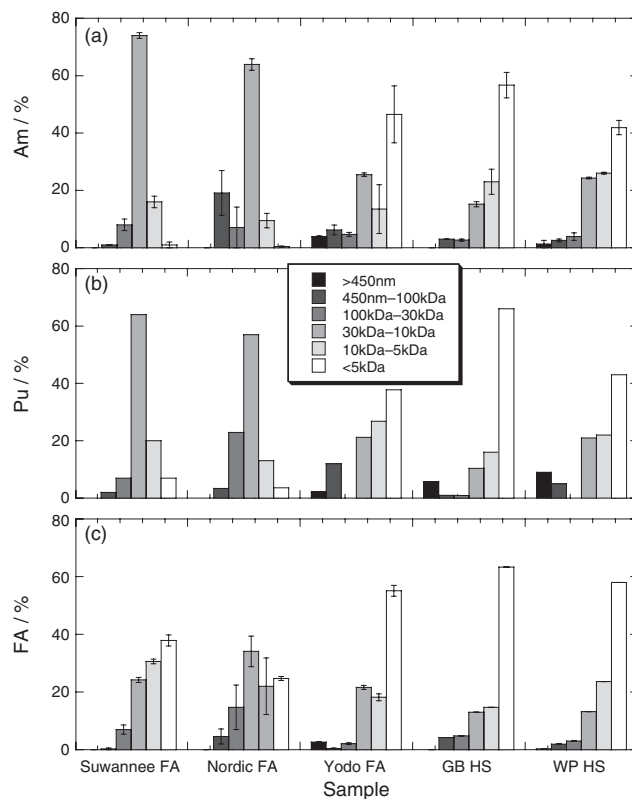 (a)
80
60
40
20
0
Am / %
(b)
80
60
40
20
0
Pu / %
>450nm
450nm–100kDa
100kDa–30kDa
30kDa–10kDa
10kDa–5kDa
<5kDa
(c)
80
60
40
20
0
FA / %
Suwannee FA Nordic FA Yodo FA GB HS WP HS
Sample